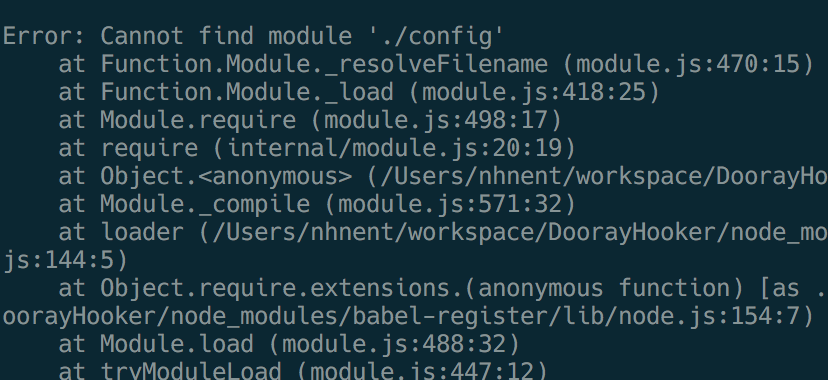 Error: Cannot find module './config'
    at Function.Module._resolveFilename (module.js:470:15)
    at Function.Module._load (module.js:418:25)
    at Module.require (module.js:498:17)
    at require (internal/module.js:20:19)
    at Object.<anonymous> (/Users/nhnent/workspace/DoorayHo
    at Module._compile (module.js:571:32)
    at loader (/Users/nhnent/workspace/DoorayHooker/node_mo
js:144:5)
    at Object.require.extensions.(anonymous function) [as .
oorayHooker/node_modules/babel-register/lib/node.js:154:7)
    at Module.load (module.js:488:32)
    at tryModuleLoad (module.js:447:12)